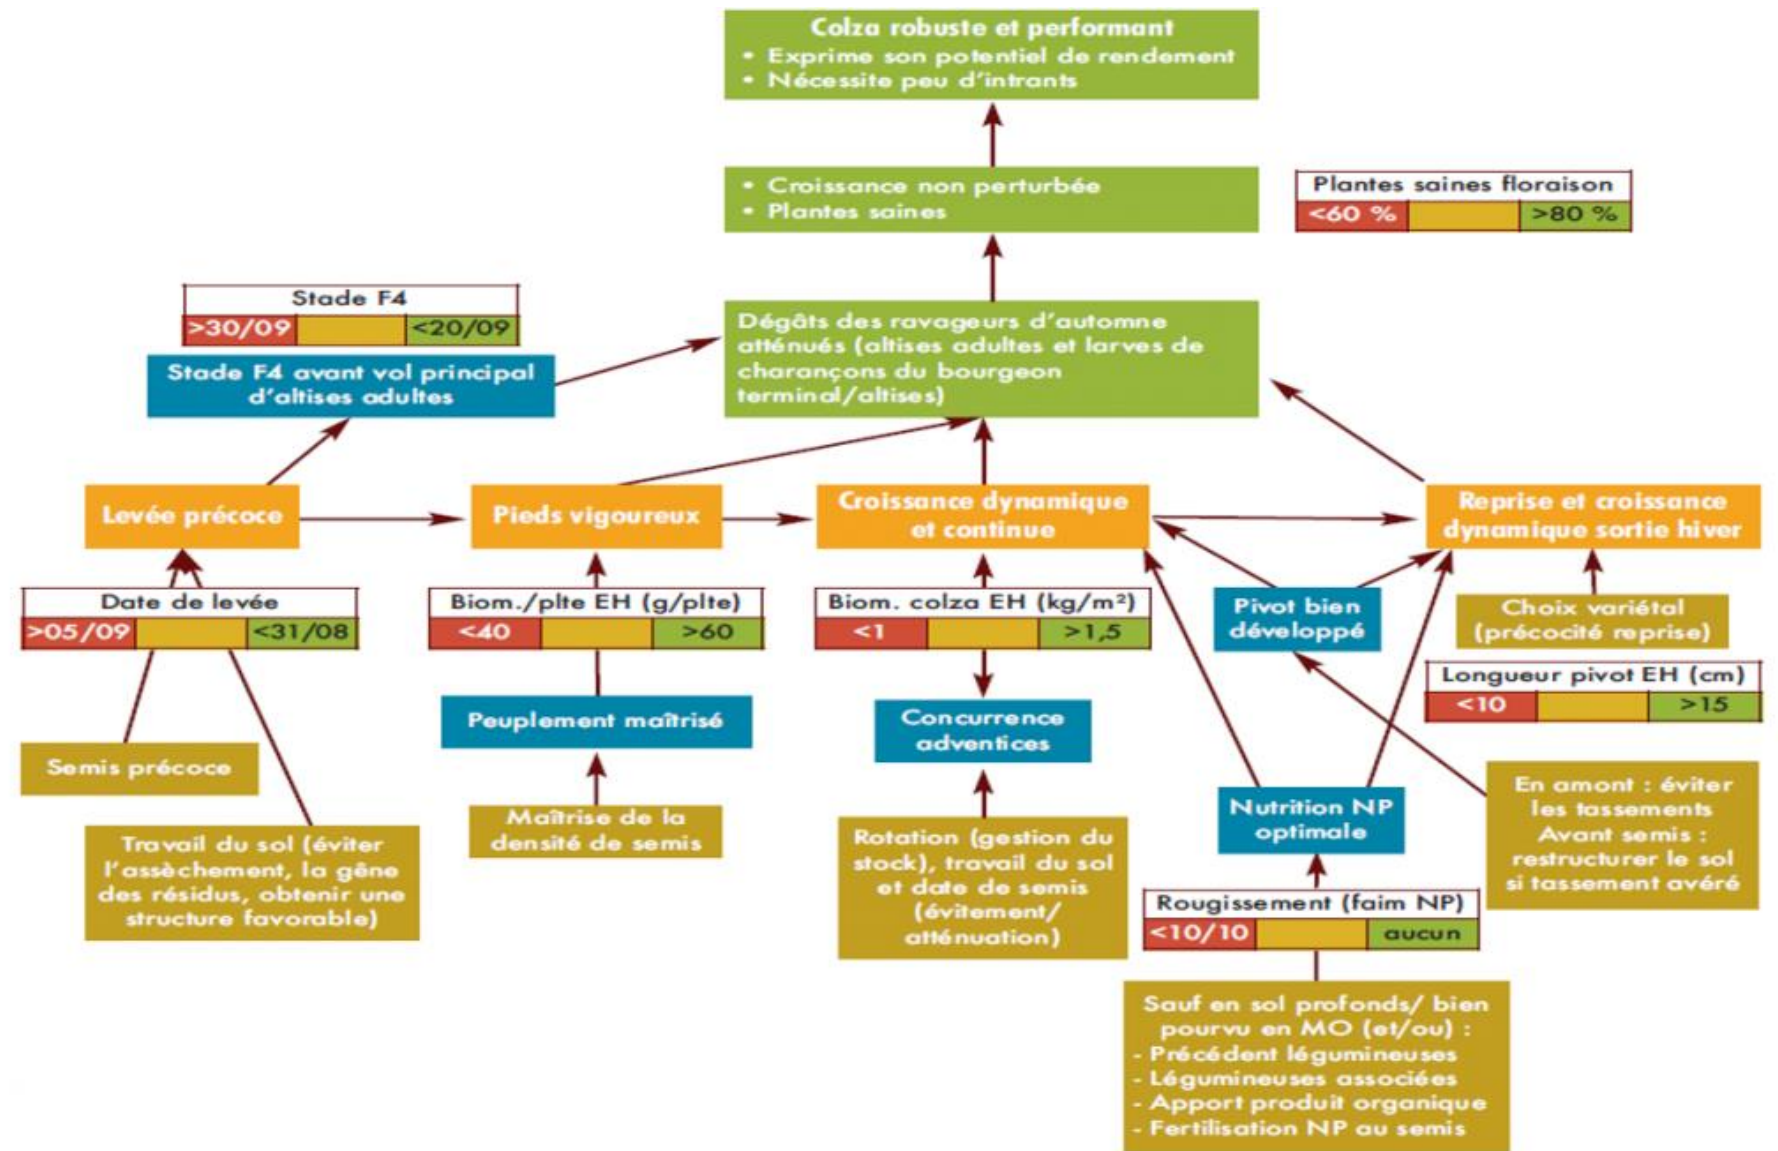 Colza robuste et performant
• Exprime son potentiel de rendement
• Nécessite peu d'intrants
• Croissance non perturbée
• Plantes saines
Plantes saines floraison
<60 %
>80 %
Stade F4
>30/09
<20/09
Stade F4 avant vol principal
d'altises adultes
Dégâts des ravageurs d'automne
atténués (altises adultes et larves de
charançons du bourgeon
terminal/altises)
Levée précoce
Pieds vigoureux
Croissance dynamique
et continue
Reprise et croissance
dynamique sortie hiver
Date de levée
>05/09
<31/08
Biom./plte EH (g/plte)
<40
>60
Biom. colza EH (kg/m²)
<1
>1,5
Pivot bien
développé
Choix variétal
(précocité reprise)
Longueur pivot EH (cm)
<10
>15
Semis précoce
Peuplement maîtrisé
Concurrence
adventices
Travail du sol (éviter
l'assèchement, la gêne
des résidus, obtenir une
structure favorable)
Maîtrise de la
densité de semis
Rotation (gestion du
stock), travail du sol
et date de semis
(évitement/
atténuation)
Nutrition NP
optimale
En amont : éviter
les tassements
Avant semis :
restructurer le sol
si tassement avéré
Rougissement (faim NP)
<10/10
aucun
Sauf en sol profonds/ bien
pourvu en MO (et/ou) :
- Précédent légumineuses
- Légumineuses associées
- Apport produit organique
- Fertilisation NP au semis